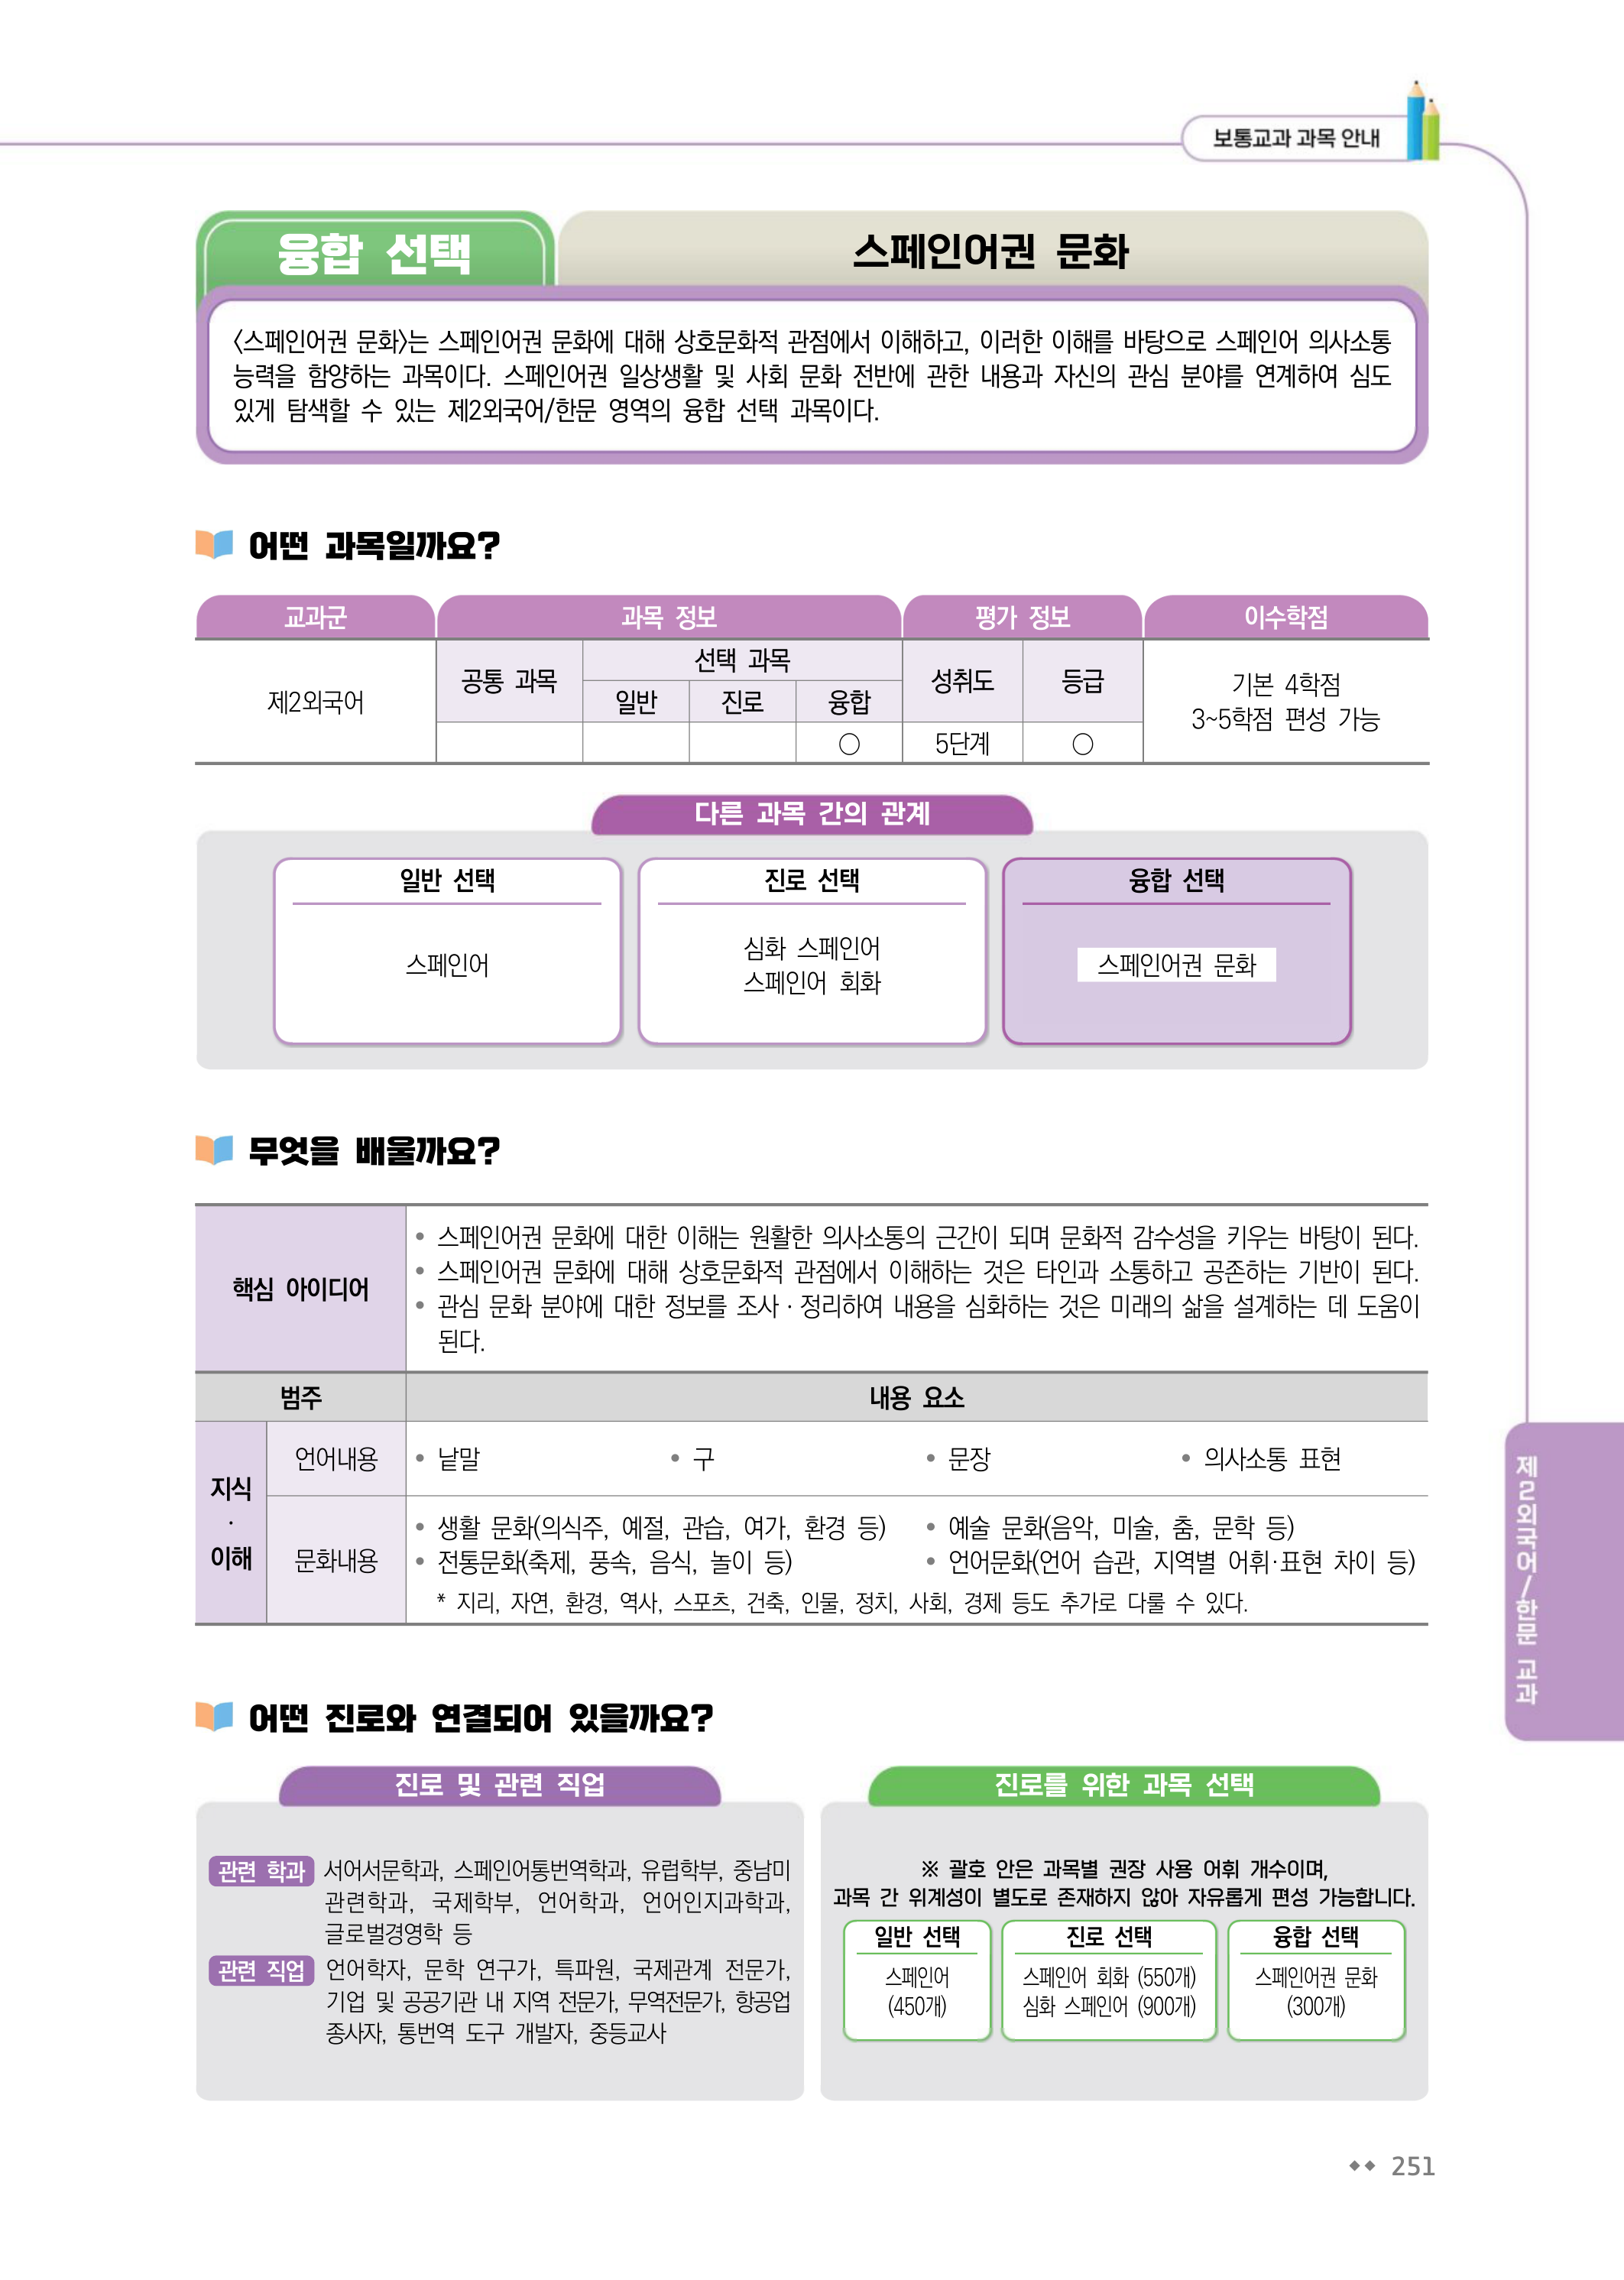 보통교과 과목 안내
융합 선택
스페인어권 문화
〈스페인어권 문화〉는 스페인어권 문화에 대해 상호문화적 관점에서 이해하고, 이러한 이해를 바탕으로 스페인어 의사소통
능력을 함양하는 과목이다. 스페인어권 일상생활 및 사회 문화 전반에 관한 내용과 자신의 관심 분야를 연계하여 심도
있게 탐색할 수 있는 제2외국어/한문 영역의 융합 선택 과목이다.
어떤 과목일까요?
교과군 과목 정보 평가 정보 이수학점
제2외국어
공통 과목
선택 과목
일반 진로 융합
성취도 등급
○ 5단계 ○
기본 4학점
3~5학점 편성 가능
다른 과목 간의 관계
일반 선택
스페인어
진로 선택
심화 스페인어
스페인어 회화
융합 선택
스페인어권 문화
무엇을 배울까요?
핵심 아이디어
• 스페인어권 문화에 대한 이해는 원활한 의사소통의 근간이 되며 문화적 감수성을 키우는 바탕이 된다.
• 스페인어권 문화에 대해 상호문화적 관점에서 이해하는 것은 타인과 소통하고 공존하는 기반이 된다.
• 관심 문화 분야에 대한 정보를 조사 · 정리하여 내용을 심화하는 것은 미래의 삶을 설계하는 데 도움이
된다.
범주 내용 요소
지식
·
이해
언어내용
• 낱말 • 구 • 문장 • 의사소통 표현
문화내용
• 생활 문화(의식주, 예절, 관습, 여가, 환경 등) • 예술 문화(음악, 미술, 춤, 문학 등)
• 전통문화(축제, 풍속, 음식, 놀이 등) • 언어문화(언어 습관, 지역별 어휘·표현 차이 등)
* 지리, 자연, 환경, 역사, 스포츠, 건축, 인물, 정치, 사회, 경제 등도 추가로 다룰 수 있다.
어떤 진로와 연결되어 있을까요?
진로 및 관련 직업
관련 학과 서어서문학과, 스페인어통번역학과, 유럽학부, 중남미
관련학과, 국제학부, 언어학과, 언어인지과학과,
글로벌경영학 등
관련 직업 언어학자, 문학 연구가, 특파원, 국제관계 전문가,
기업 및 공공기관 내 지역 전문가, 무역전문가, 항공업
종사자, 통번역 도구 개발자, 중등교사
진로를 위한 과목 선택
※ 괄호 안은 과목별 권장 사용 어휘 개수이며,
과목 간 위계성이 별도로 존재하지 않아 자유롭게 편성 가능합니다.
일반 선택
스페인어
(450개)
진로 선택
스페인어 회화 (550개)
심화 스페인어 (900개)
융합 선택
스페인어권 문화
(300개)
제2외국어/한문 교과
251